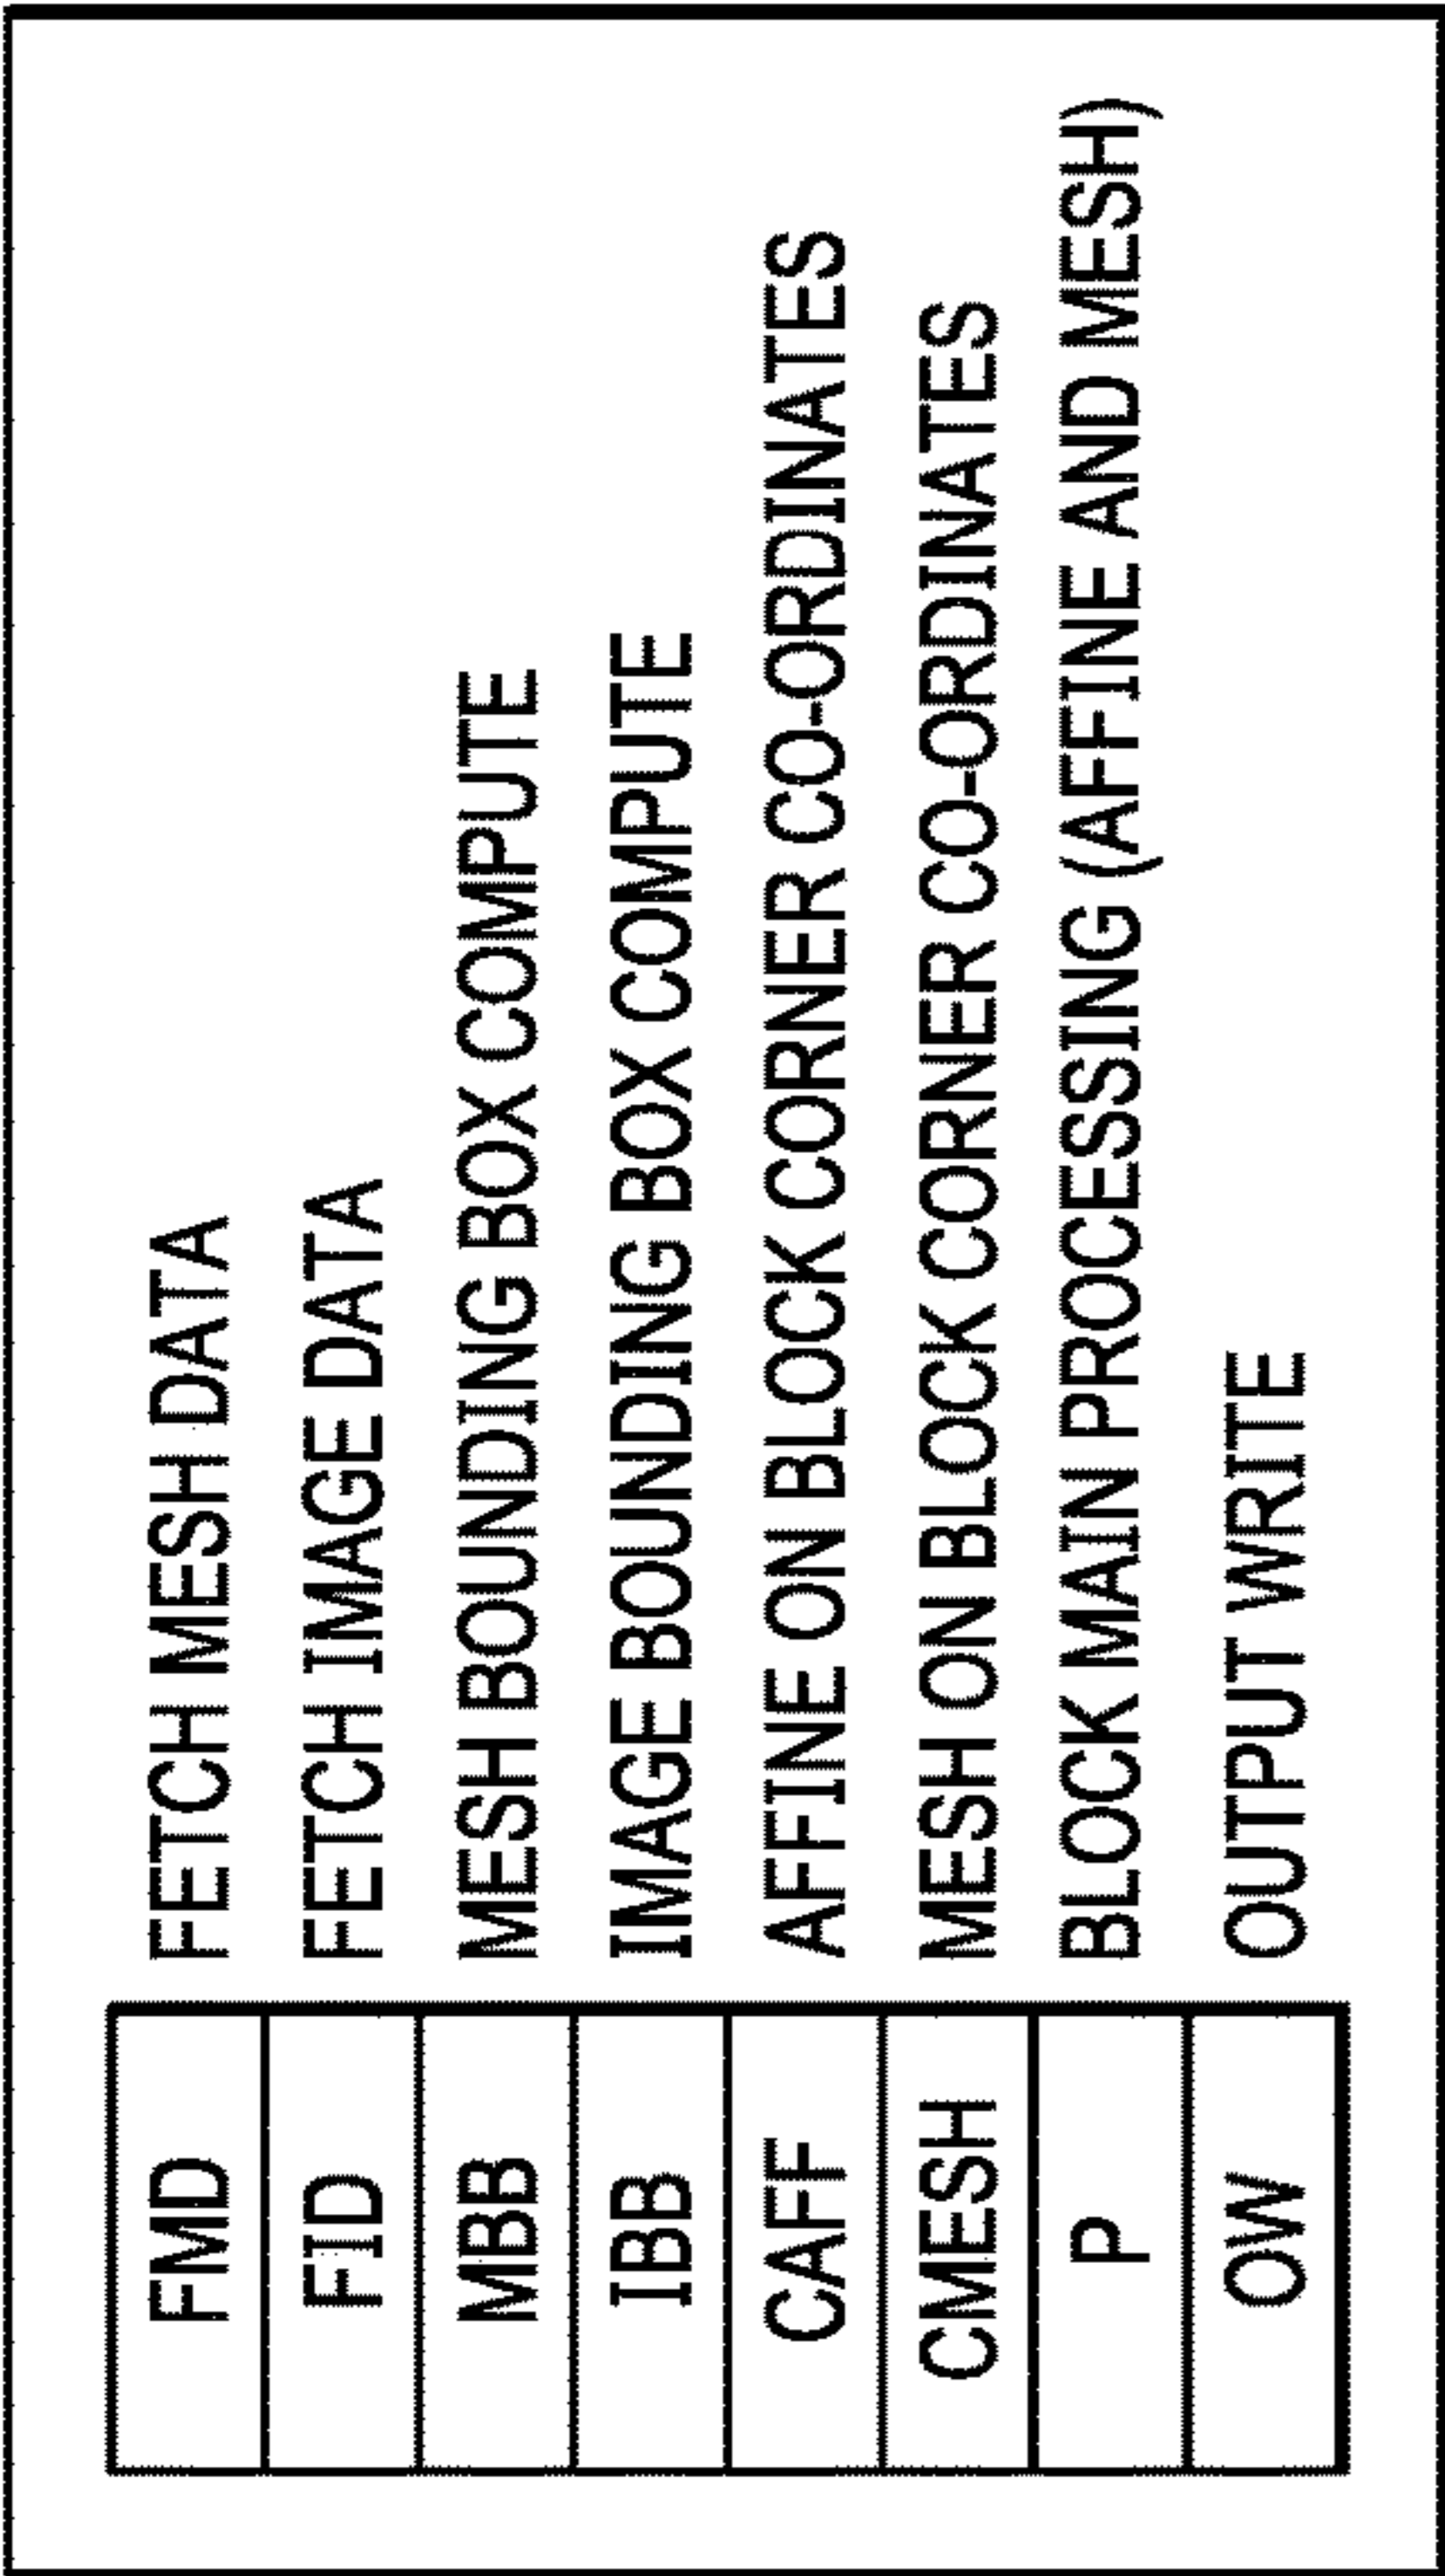 FMD FETCH MESH DATA
FID FETCH IMAGE DATA
MBB MESH BOUNDING BOX COMPUTE
IBB IMAGE BOUNDING BOX COMPUTE
CAFF AFFINE ON BLOCK CORNER CO-ORDINATES
CMESH MESH ON BLOCK CORNER CO-ORDINATES
P BLOCK MAIN PROCESSING (AFFINE AND MESH)
OW OUTPUT WRITE